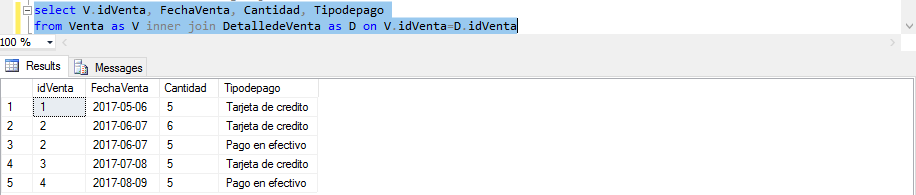 select V.idVenta, FechaVenta, Cantidad, Tipodepago
from Venta as V inner join DetalledeVenta as D on V.idVenta=D.idVenta
100 %
Results Messages
idVenta FechaVenta Cantidad Tipodepago
1 1 2017-05-06 5 Tarjeta de credito
2 2 2017-06-07 6 Tarjeta de credito
3 2 2017-06-07 5 Pago en efectivo
4 3 2017-07-08 5 Tarjeta de credito
5 4 2017-08-09 5 Pago en efectivo